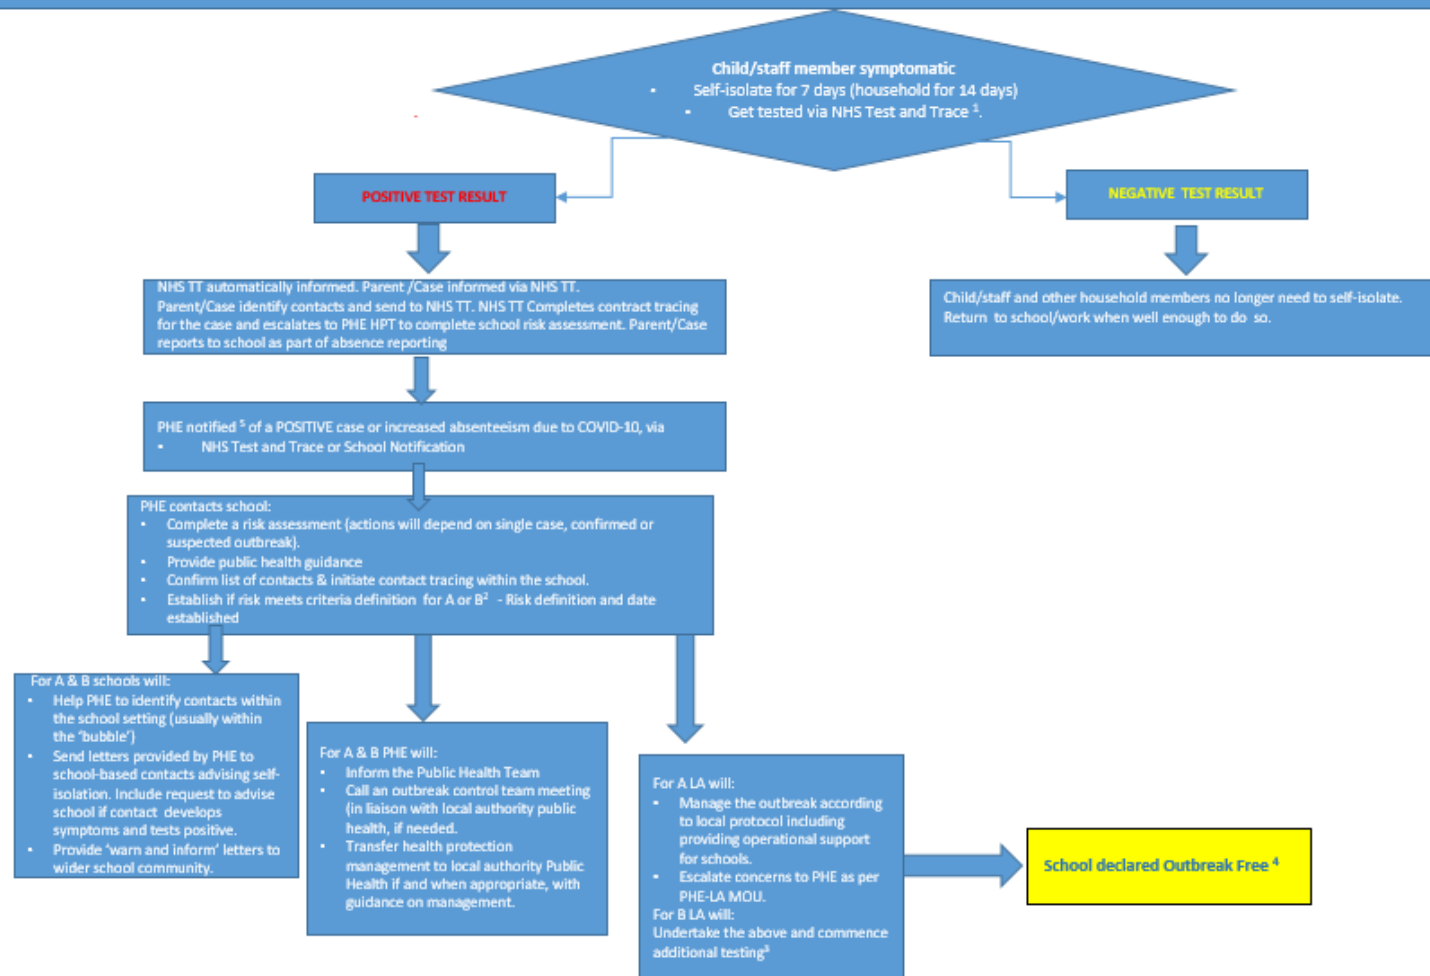 Child/staff member symptomatic
• Self-isolate for 7 days (household for 14 days)
• Get tested via NHS Test and Trace ¹.
POSITIVE TEST RESULT
NEGATIVE TEST RESULT
NHS TT automatically informed. Parent /Case informed via NHS TT.
Parent/Case identify contacts and send to NHS TT. NHS TT Completes contract tracing
for the case and escalates to PHE HPT to complete school risk assessment. Parent/Case
reports to school as part of absence reporting
Child/staff and other household members no longer need to self-isolate.
Return to school/work when well enough to do so.
PHE notified ⁵ of a POSITIVE case or increased absenteeism due to COVID-10, via
• NHS Test and Trace or School Notification
PHE contacts school:
• Complete a risk assessment (actions will depend on single case, confirmed or
suspected outbreak).
• Provide public health guidance
• Confirm list of contacts & initiate contact tracing within the school.
• Establish if risk meets criteria definition for A or B² - Risk definition and date
established
For A & B schools will:
• Help PHE to identify contacts within
the school setting (usually within
the ‘bubble’)
• Send letters provided by PHE to
school-based contacts advising self-
isolation. Include request to advise
school if contact develops
symptoms and tests positive.
• Provide ‘warn and inform’ letters to
wider school community.
For A & B PHE will:
• Inform the Public Health Team
• Call an outbreak control team meeting
(in liaison with local authority public
health, if needed.
• Transfer health protection
management to local authority Public
Health if and when appropriate, with
guidance on management.
For A LA will:
• Manage the outbreak according
to local protocol including
providing operational support
for schools.
• Escalate concerns to PHE as per
PHE-LA MOU.
For B LA will:
Undertake the above and commence
additional testing³
School declared Outbreak Free ⁴